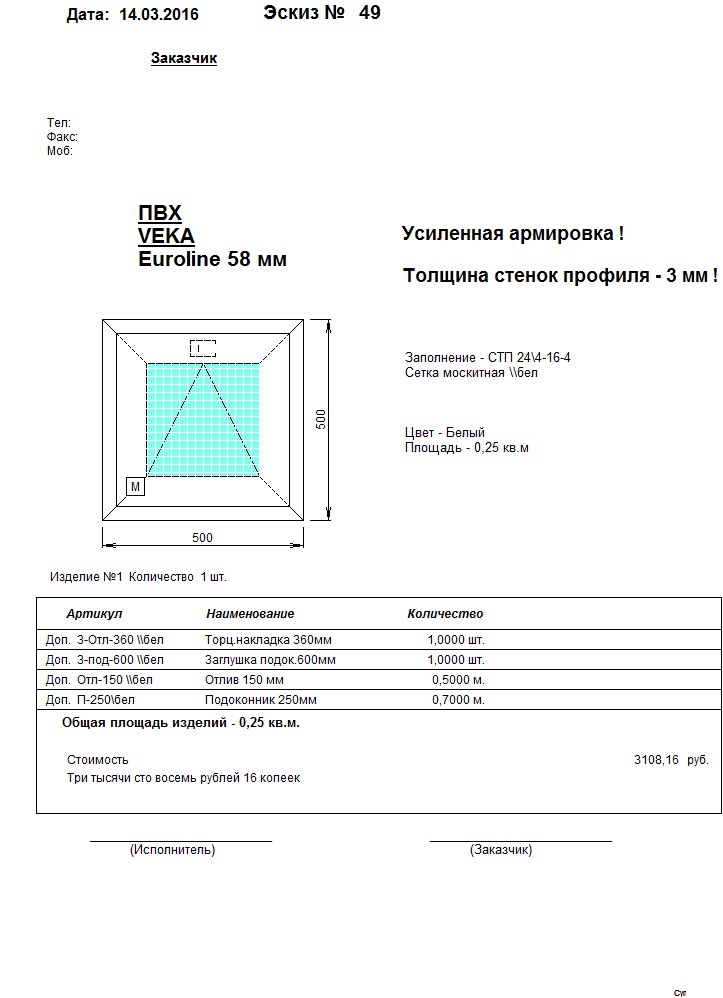 Дата: 14.03.2016 Эскиз № 49
Заказчик
Тел:
Факс:
Моб:
ПВХ
VEKA
Euroline 58 мм
Усиленная армировка !
Толщина стенок профиля - 3 мм !
Заполнение - СТП 24\4-16-4
Сетка москитная \\бел
Цвет - Белый
Площадь - 0,25 кв.м
500
М
500
Изделие №1 Количество 1 шт.
Артикул Наименование Количество
Доп. З-Отл-360 \\бел Торц.накладка 360мм 1,0000 шт.
Доп. З-под-600 \\бел Заглушка подок.600мм 1,0000 шт.
Доп. Отл-150 \\бел Отлив 150 мм 0,5000 м.
Доп. П-250\бел Подоконник 250мм 0,7000 м.
Общая площадь изделий - 0,25 кв.м.
Стоимость 3108,16 руб.
Три тысячи сто восемь рублей 16 копеек
(Исполнитель) (Заказчик)